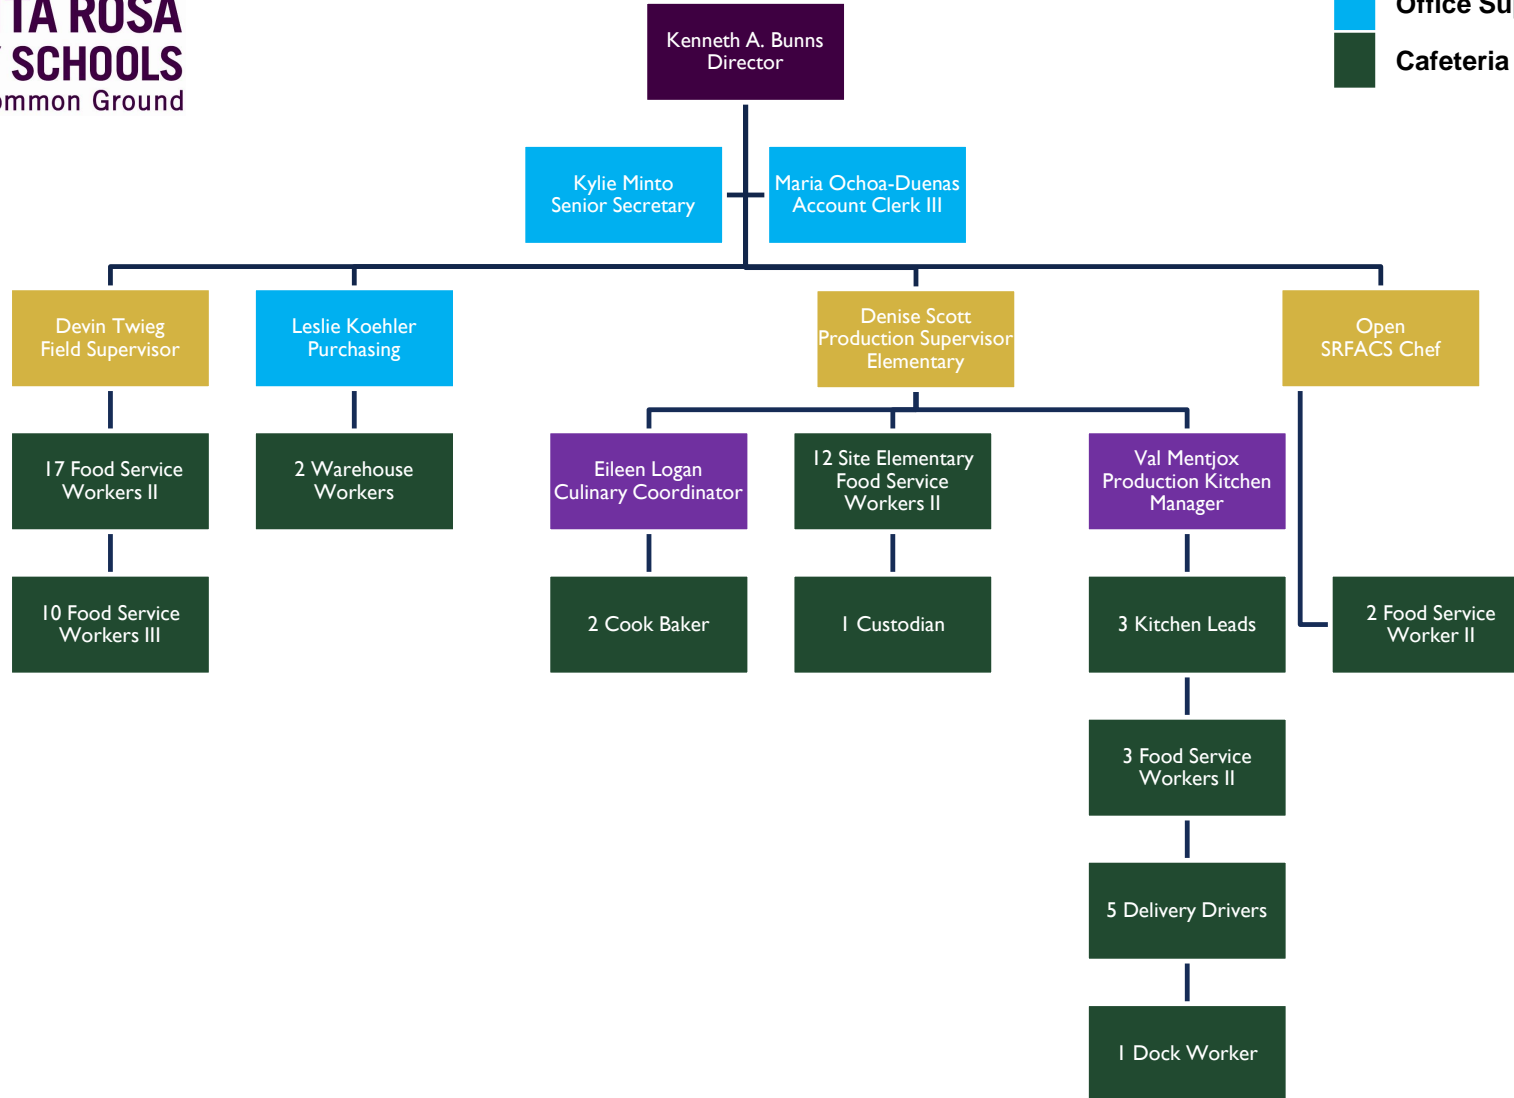 ROSA
SCHOOLS
Common Ground
Office
Cafeteria
Kenneth A. Bunns
Director
Kylie Minto
Senior Secretary
Maria Ochoa-Duenas
Account Clerk III
Devin Twieg
Field Supervisor
Leslie Koehler
Purchasing
Denise Scott
Production Supervisor
Elementary
Open
SRFACS Chef
17 Food Service
Workers II
2 Warehouse
Workers
Eileen Logan
Culinary Coordinator
12 Site Elementary
Food Service
Workers II
Val Mentjox
Production Kitchen
Manager
10 Food Service
Workers III
2 Cook Baker
1 Custodian
3 Kitchen Leads
2 Food Service
Worker II
3 Food Service
Workers II
5 Delivery Drivers
1 Dock Worker